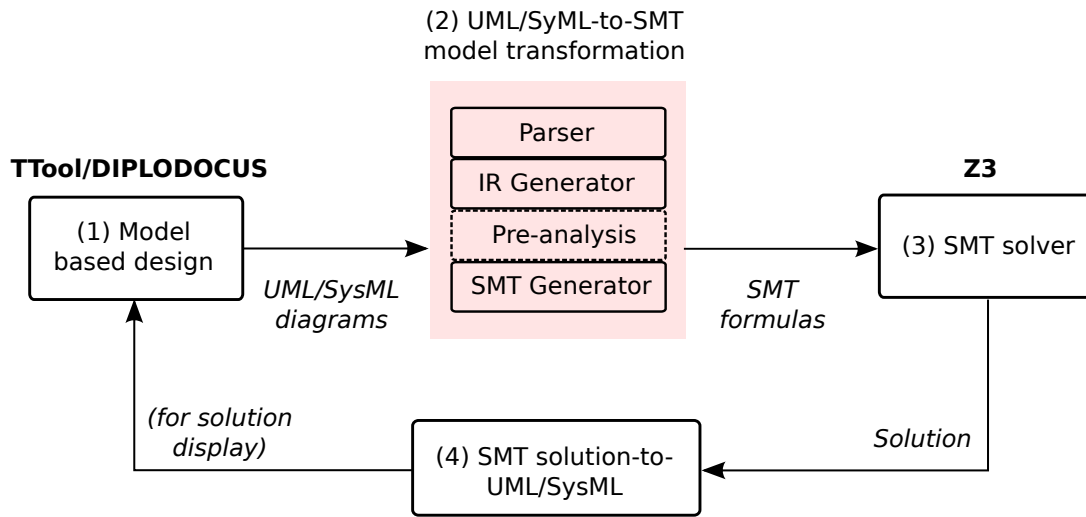 (2) UML/SyML-to-SMT
model transformation
Parser
TTool/DIPLODOCUS
Z3
IR Generator
(1) Model
based design
Pre-analysis
(3) SMT solver
SMT Generator
UML/SysML
diagrams
SMT
formulas
(for solution
display)
Solution
(4) SMT solution-to-
UML/SysML